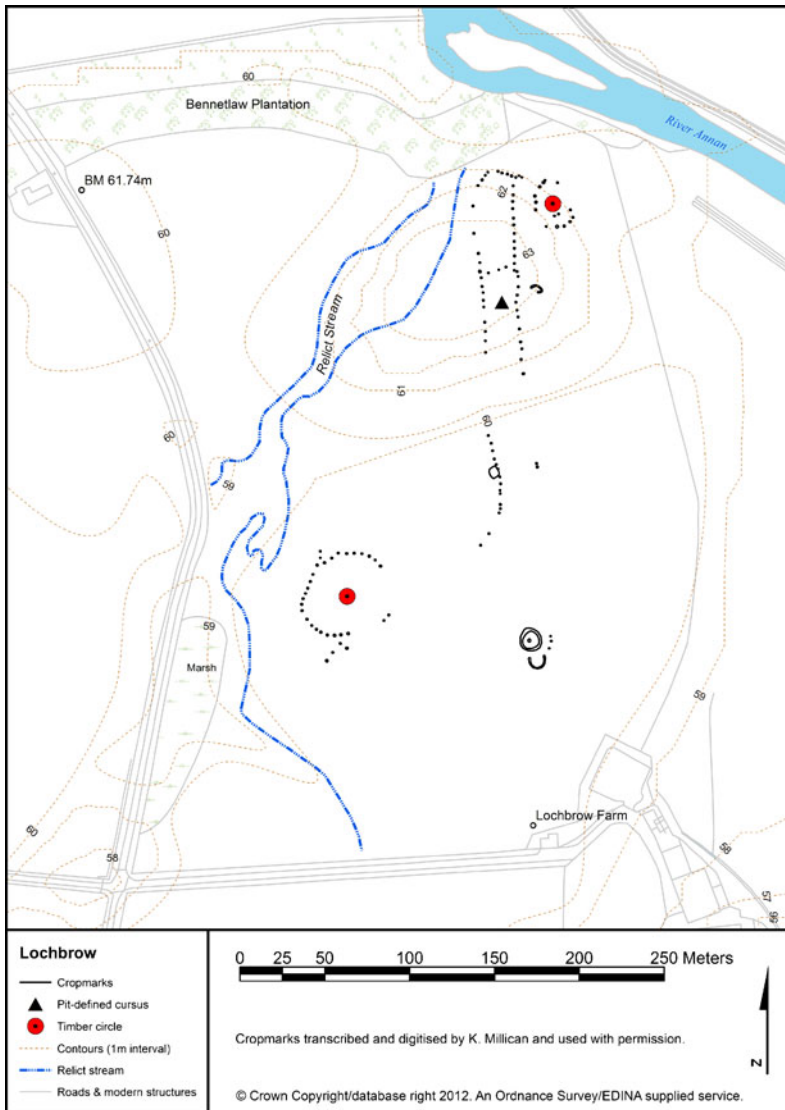 60
Bennetlaw Plantation
River Annan
BM 61.74m
62
60
63
Relict Stream
61
60
60
59
59
Marsh
59
60
Lochbrow Farm
58
58
57
56
Lochbrow
Cropmarks
Pit-defined cursus
Timber circle
Contours (1m interval)
Relict stream
Roads & modern structures
0 25 50 100 150 200 250 Meters
Cropmarks transcribed and digitised by K. Millican and used with permission.
© Crown Copyright/database right 2012. An Ordnance Survey/EDINA supplied service.
N